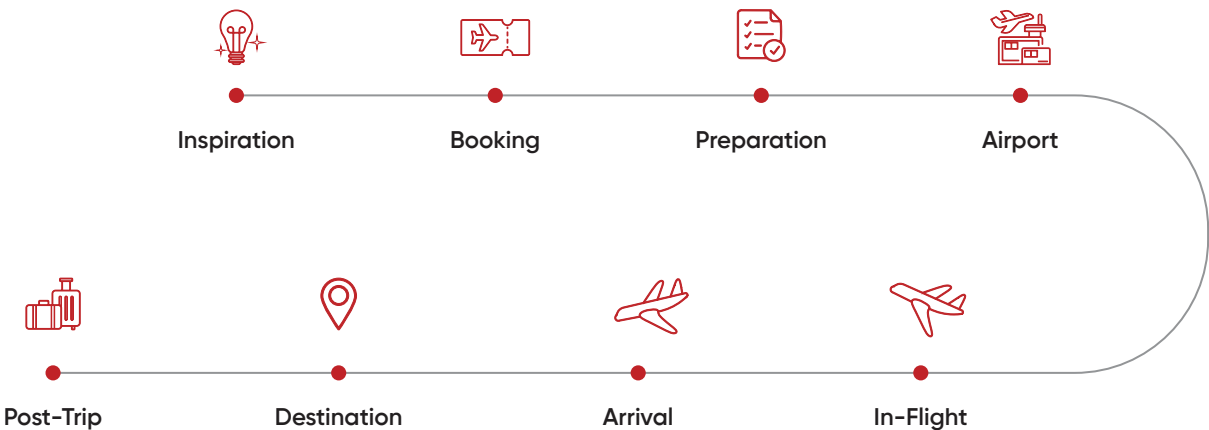 Inspiration
Booking
Preparation
Airport
In-Flight
Arrival
Destination
Post-Trip